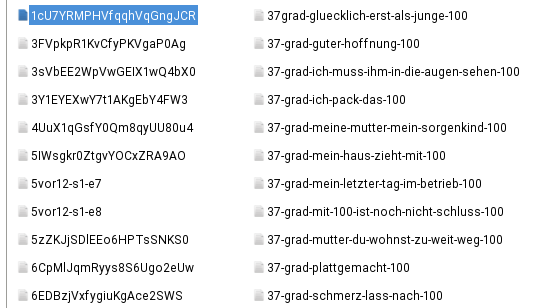 1cU7YRMPHVfqqhVqGngJCR
3FVpkpR1KvCfyPKVgaP0Ag
3sVbEE2WpVwGEIX1wQ4bX0
3Y1EYEXwY7t1AKgEbY4FW3
4UuX1qGsfY0Qm8qyUU80u4
5IWsgkr0ZtgvYOCxZRA9AO
5vor12-s1-e7
5vor12-s1-e8
5zZKJjSDlEEo6HPTsSNKS0
6CpMlJqmRyys8S6Ugo2eUw
6EDBzjVxfygiuKgAce2SWS
37grad-gluecklich-erst-als-junge-100
37-grad-guter-hoffnung-100
37-grad-ich-muss-ihm-in-die-augen-sehen-100
37-grad-ich-pack-das-100
37-grad-meine-mutter-mein-sorgenkind-100
37-grad-mein-haus-zieht-mit-100
37-grad-mein-letzter-tag-im-betrieb-100
37-grad-mit-100-ist-noch-nicht-schluss-100
37-grad-mutter-du-wohnst-zu-weit-weg-100
37-grad-plattgemacht-100
37-grad-schmerz-lass-nach-100